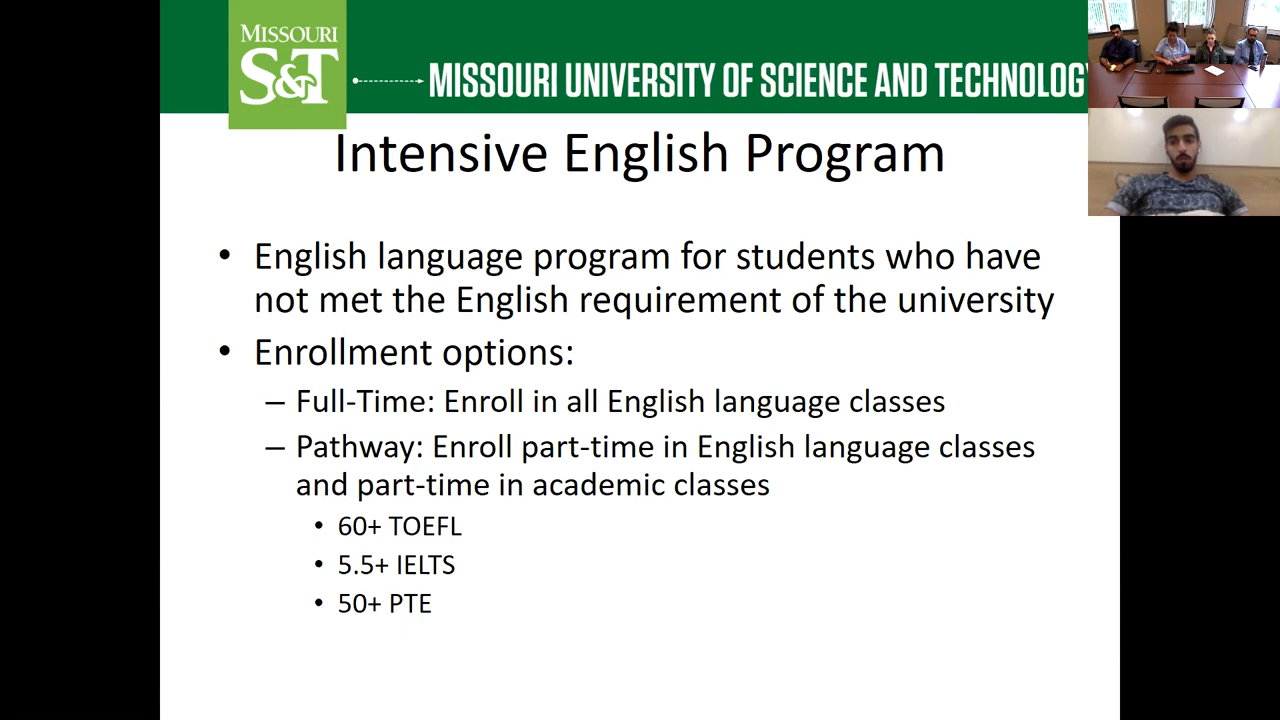 MISSOURI
S&T
MISSOURI UNIVERSITY OF SCIENCE AND TECHNOLOGY
Intensive English Program
• English language program for students who have
not met the English requirement of the university
• Enrollment options:
– Full-Time: Enroll in all English language classes
– Pathway: Enroll part-time in English language classes
and part-time in academic classes
• 60+ TOEFL
• 5.5+ IELTS
• 50+ PTE